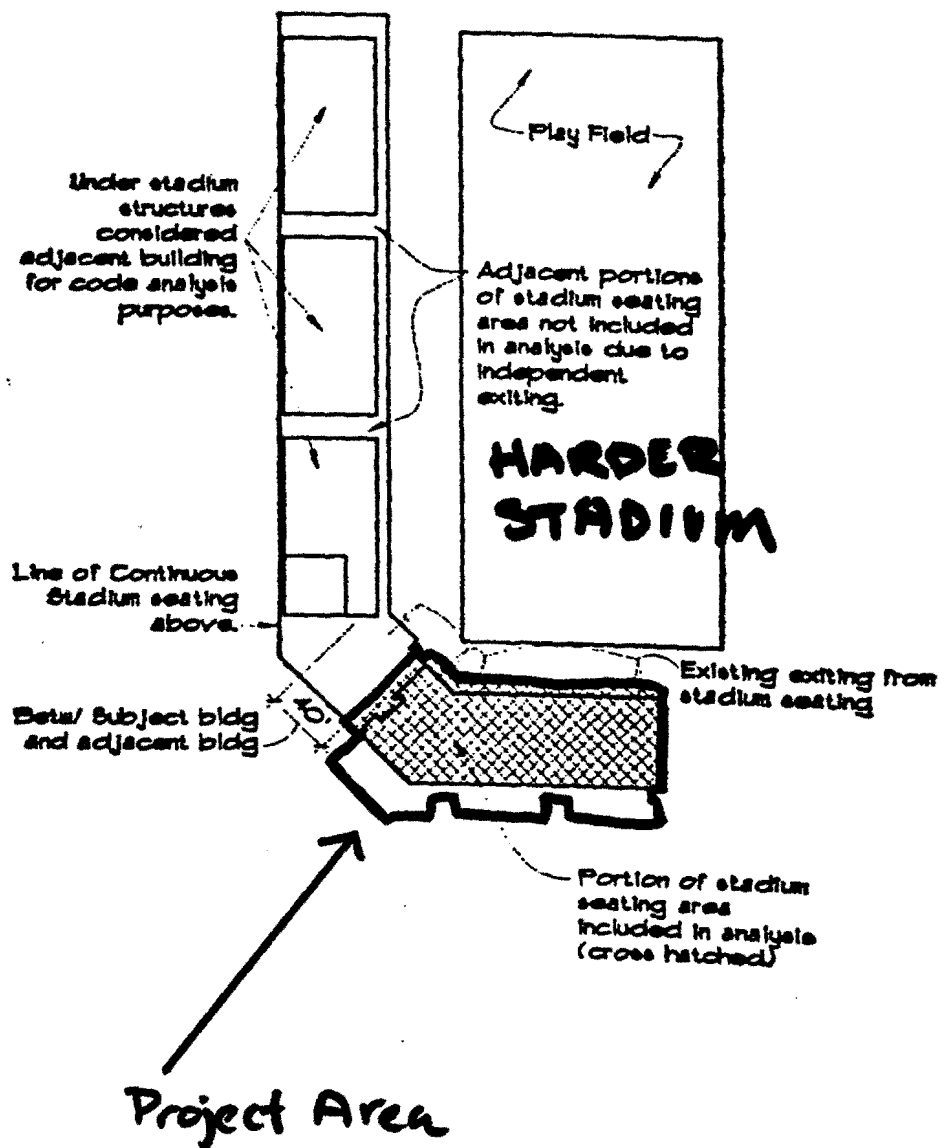 Play Field
Under stadium
structures
considered
adjacent building
for code analysis
purposes.
Adjacent portions
of stadium seating
area not included
in analysis due to
independent
exiting.
HARDER
STADIUM
Line of Continuous
Stadium seating
above.
Existing exiting from
stadium seating
40'
Betw/ Subject bldg
and adjacent bldg
Portion of stadium
seating area
included in analysis
(cross hatched)
Project Area